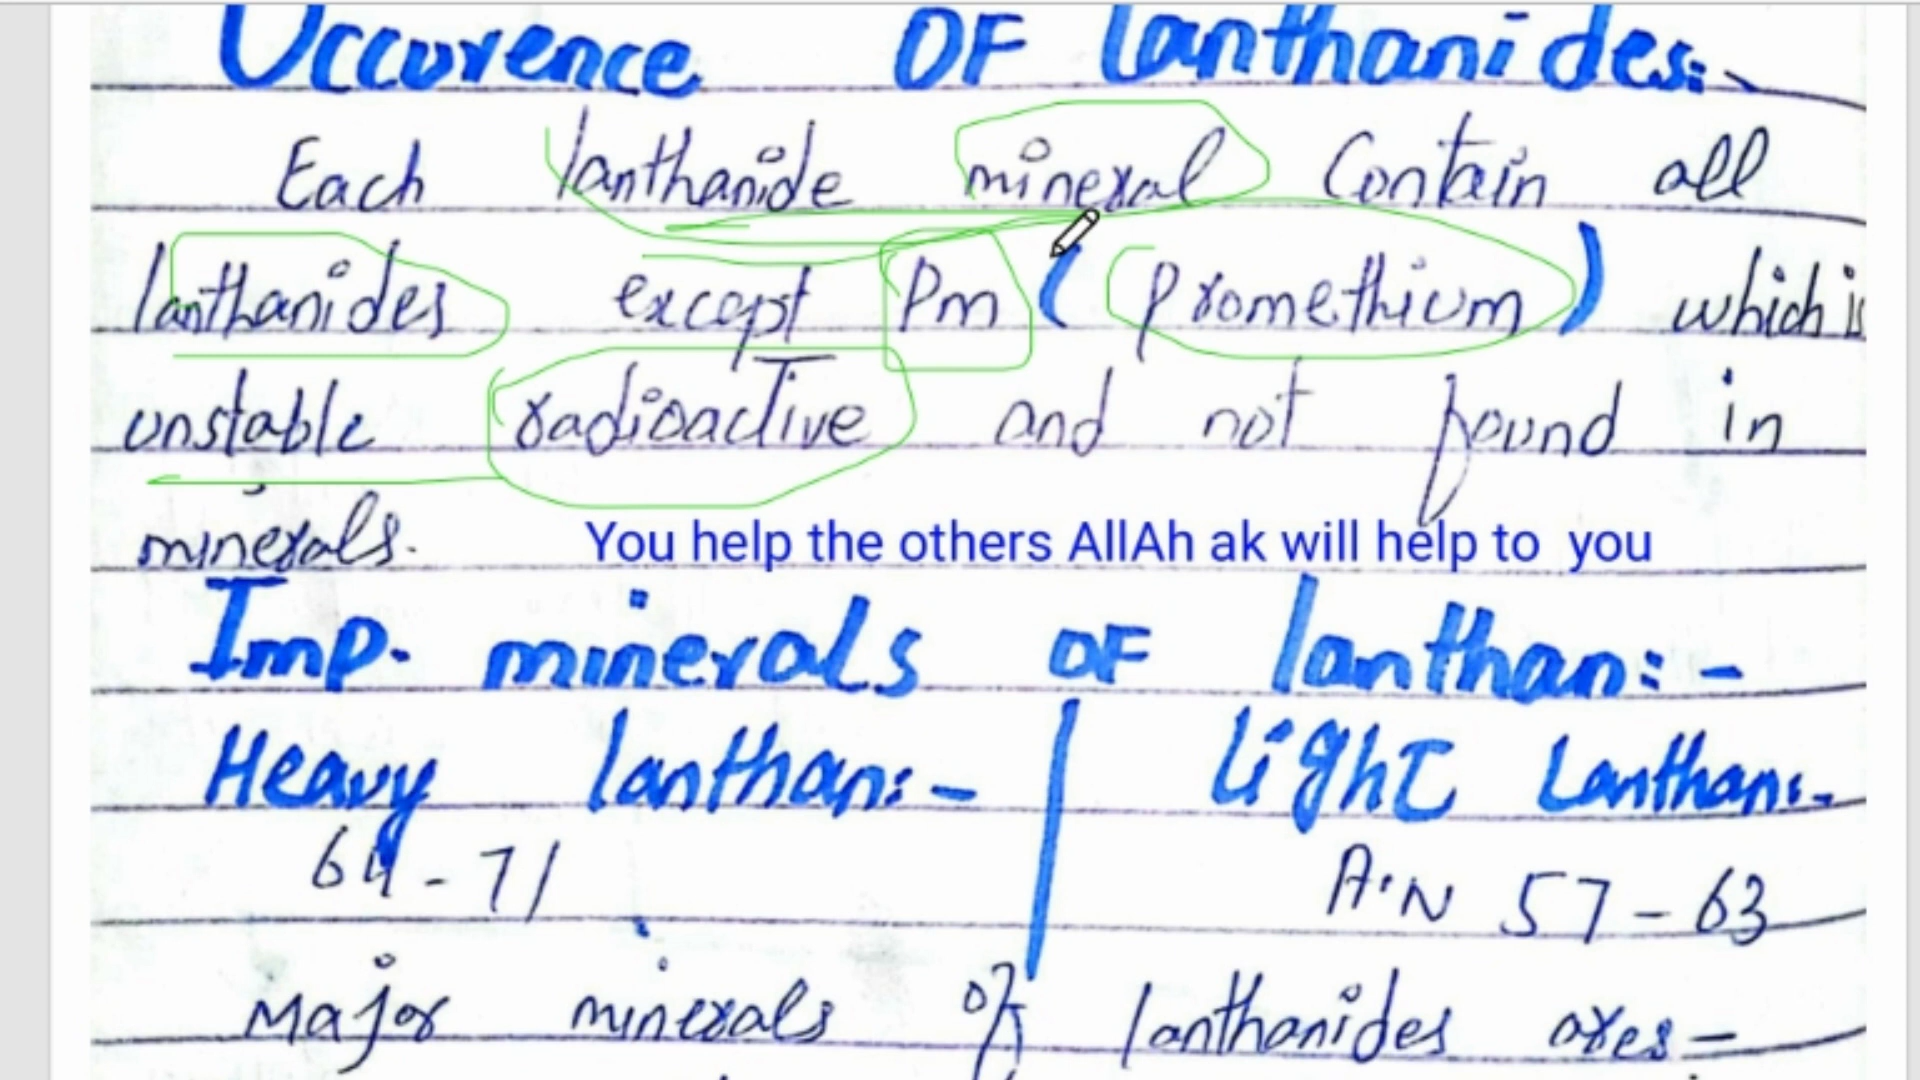 Occurence OF lanthanides:-
Each lanthanide mineral Contain all
lanthanides except Pm ( Promethium ) which is
unstable radioactive and not found in
minerals.
You help the others AllAh ak will help to you
Imp. minerals OF lanthan:-
Heavy lanthan:- | Light Lanthan:-
64-71 A.N 57-63
Major minerals of lanthanides ares-